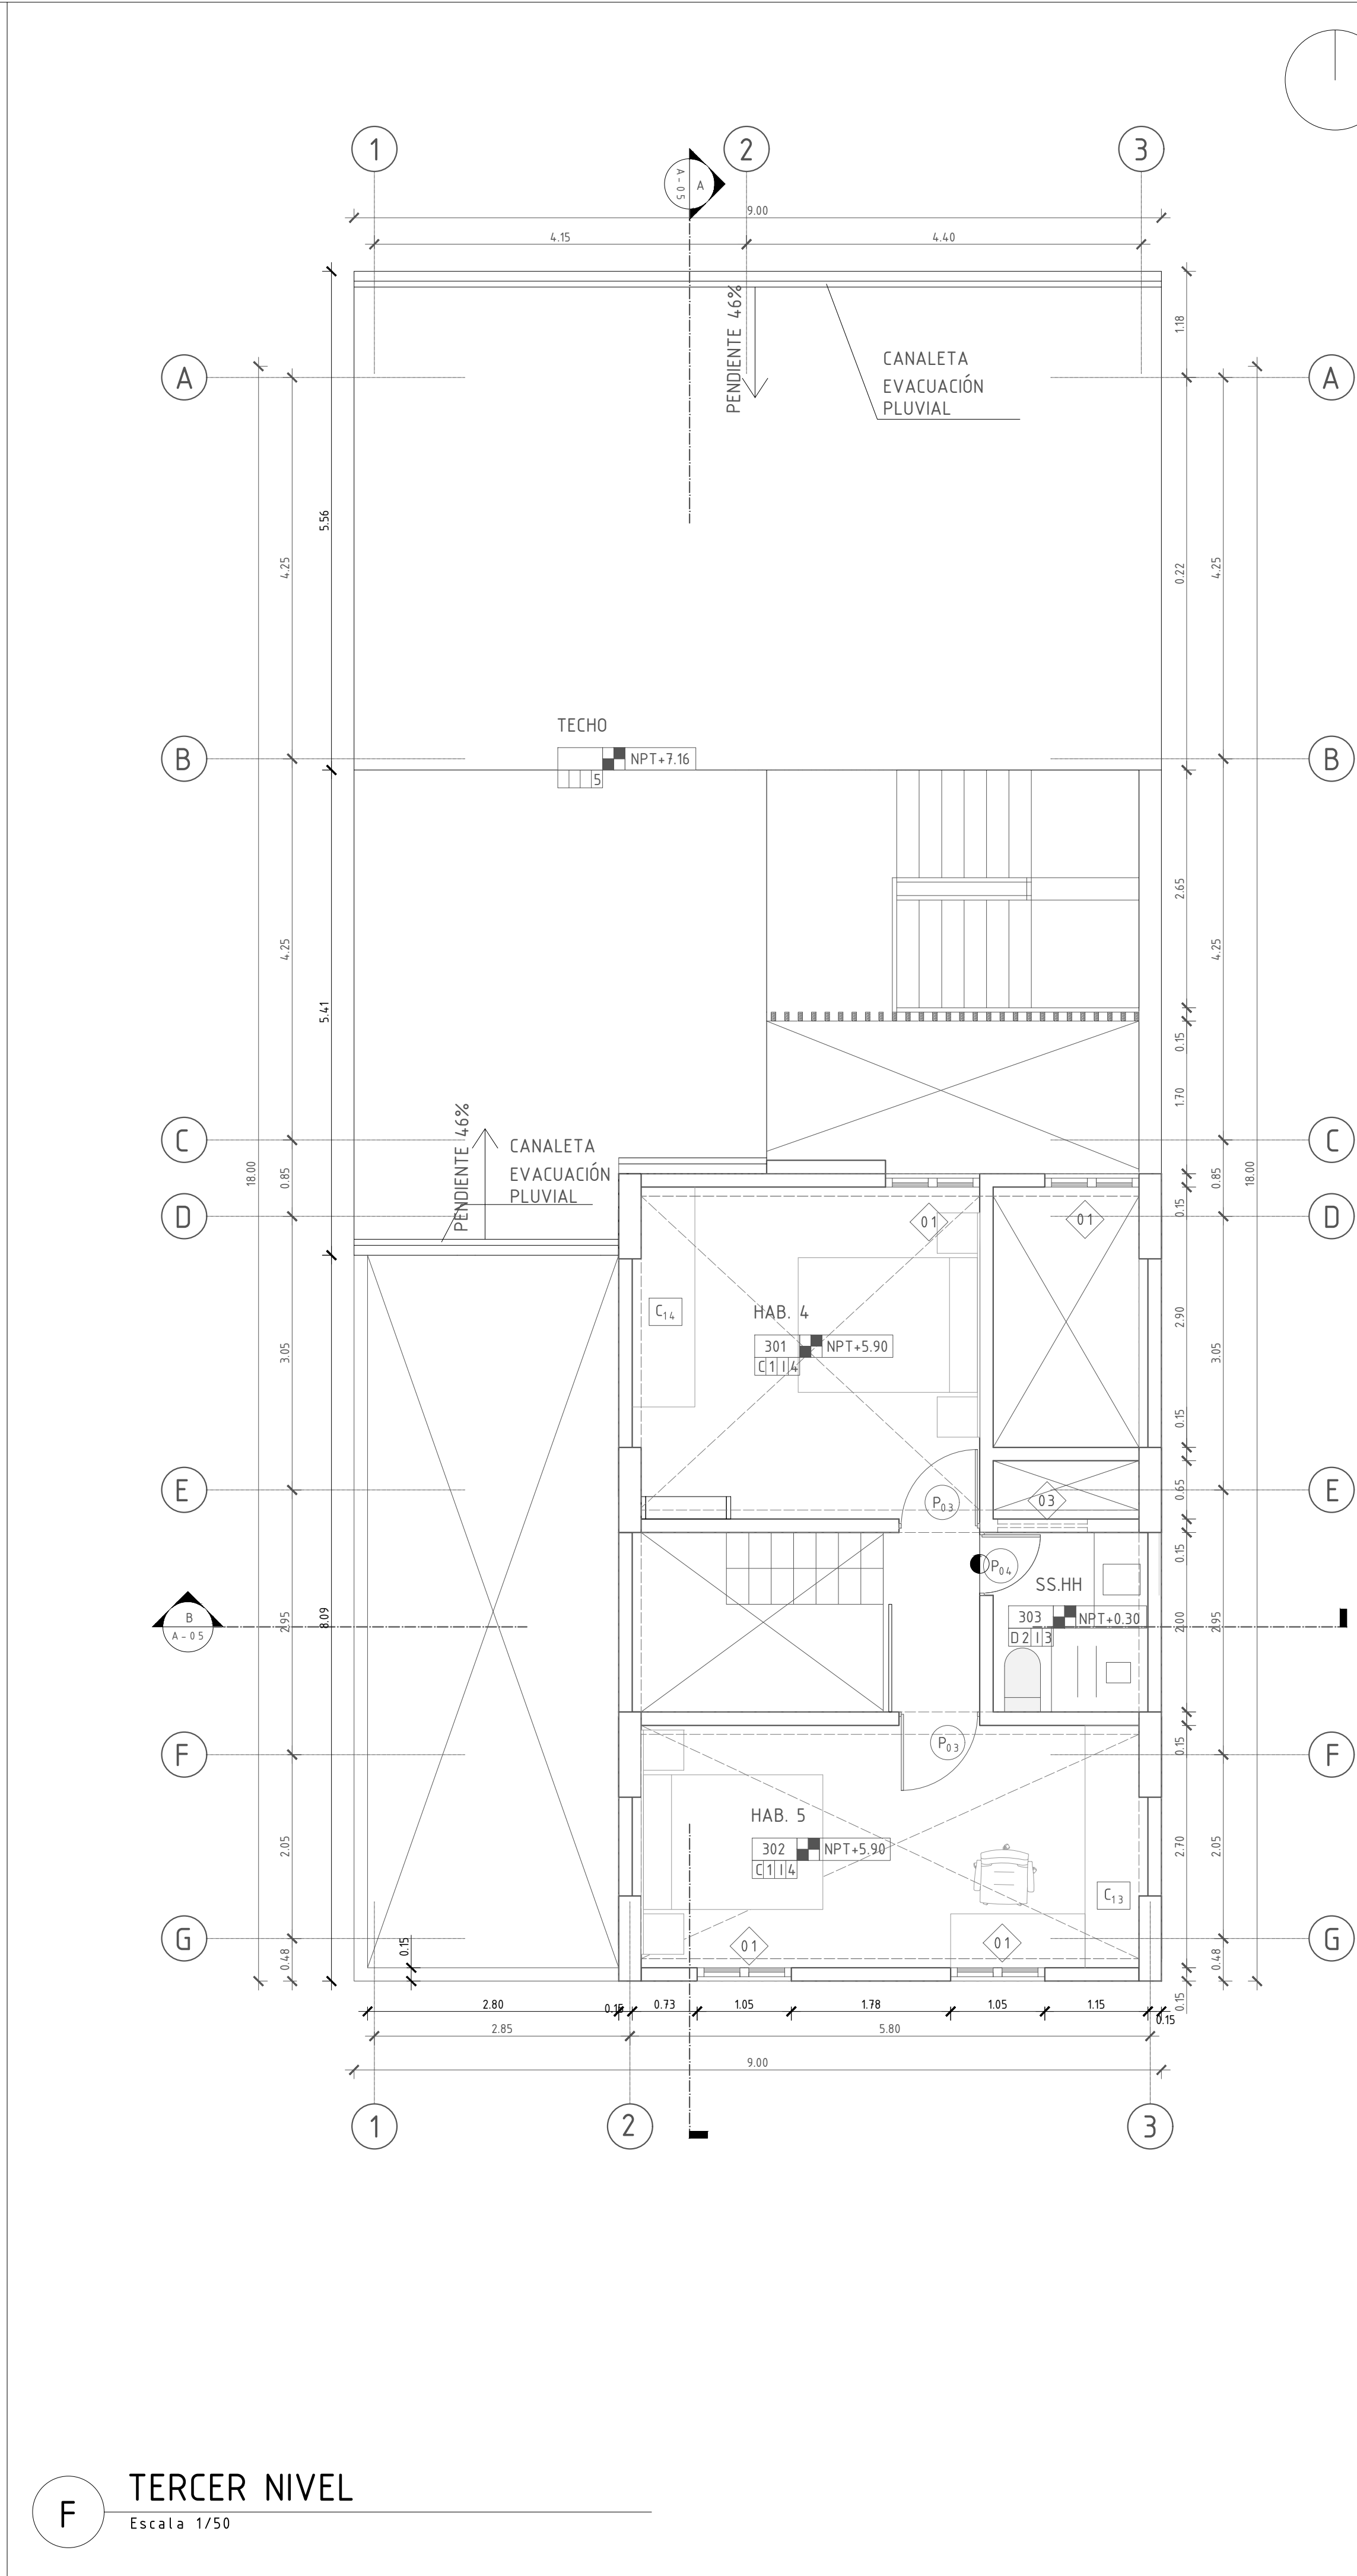 1
2
3
A-05
A
9.00
4.15
4.40
PENDIENTE 46%
CANALETA
EVACUACIÓN
PLUVIAL
1.18
A
A
5.56
4.25
0.22
4.25
18.00
18.00
TECHO
NPT+7.16
5
B
B
4.25
2.65
4.25
5.41
0.15
1.70
C
C
PENDIENTE 46%
CANALETA
EVACUACIÓN
PLUVIAL
0.85
0.15
0.85
D
D
01
01
C14
HAB. 4
301
NPT+5.90
C1I4
3.05
2.90
3.05
0.15
E
E
P03
03
0.65
0.15
P04
SS.HH
303
NPT+0.30
D2I3
B
A-05
2.95
8.09
2.00
2.95
F
F
P03
0.15
HAB. 5
302
NPT+5.90
C1I4
C13
2.05
2.70
2.05
G
G
01
01
0.48
0.15
0.48
0.15
2.80
0.15
0.73
1.05
1.78
1.05
1.15
0.15
2.85
5.80
9.00
1
2
3
F
TERCER NIVEL
Escala 1/50